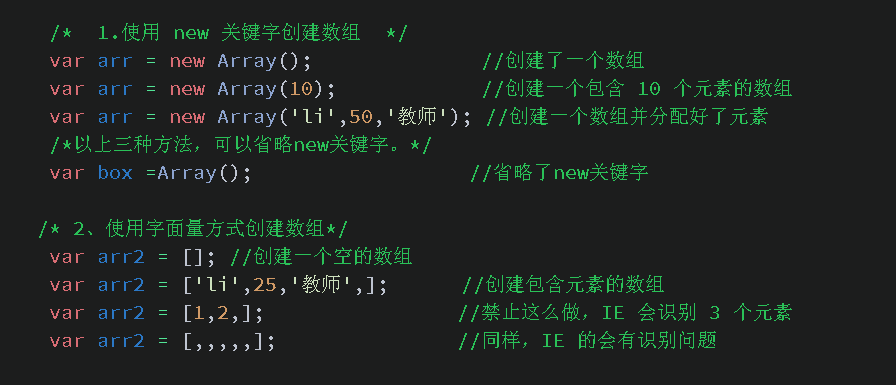 /*  1.使用 new 关键字创建数组  */
var arr = new Array();              //创建了一个数组
var arr = new Array(10);            //创建一个包含 10 个元素的数组
var arr = new Array('li',50,'教师'); //创建一个数组并分配好了元素
/*以上三种方法，可以省略new关键字。*/
var box =Array();                  //省略了new关键字
/* 2、使用字面量方式创建数组*/
var arr2 = []; //创建一个空的数组
var arr2 = ['li',25,'教师',];      //创建包含元素的数组
var arr2 = [1,2,];                //禁止这么做，IE 会识别 3 个元素
var arr2 = [,,,,,];               //同样，IE 的会有识别问题